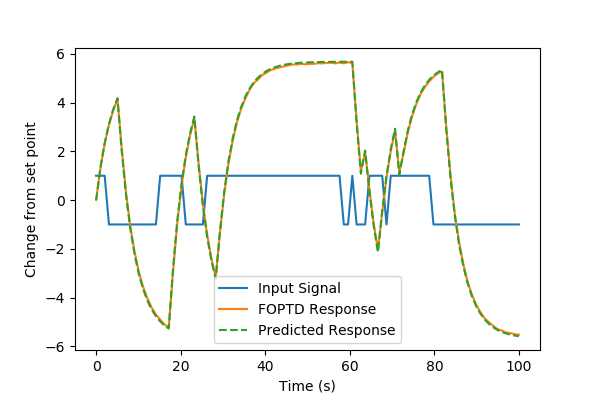 6
4
2
0
−2
−4
−6
Change from set point
Input Signal
FOPTD Response
Predicted Response
0 20 40 60 80 100
Time (s)